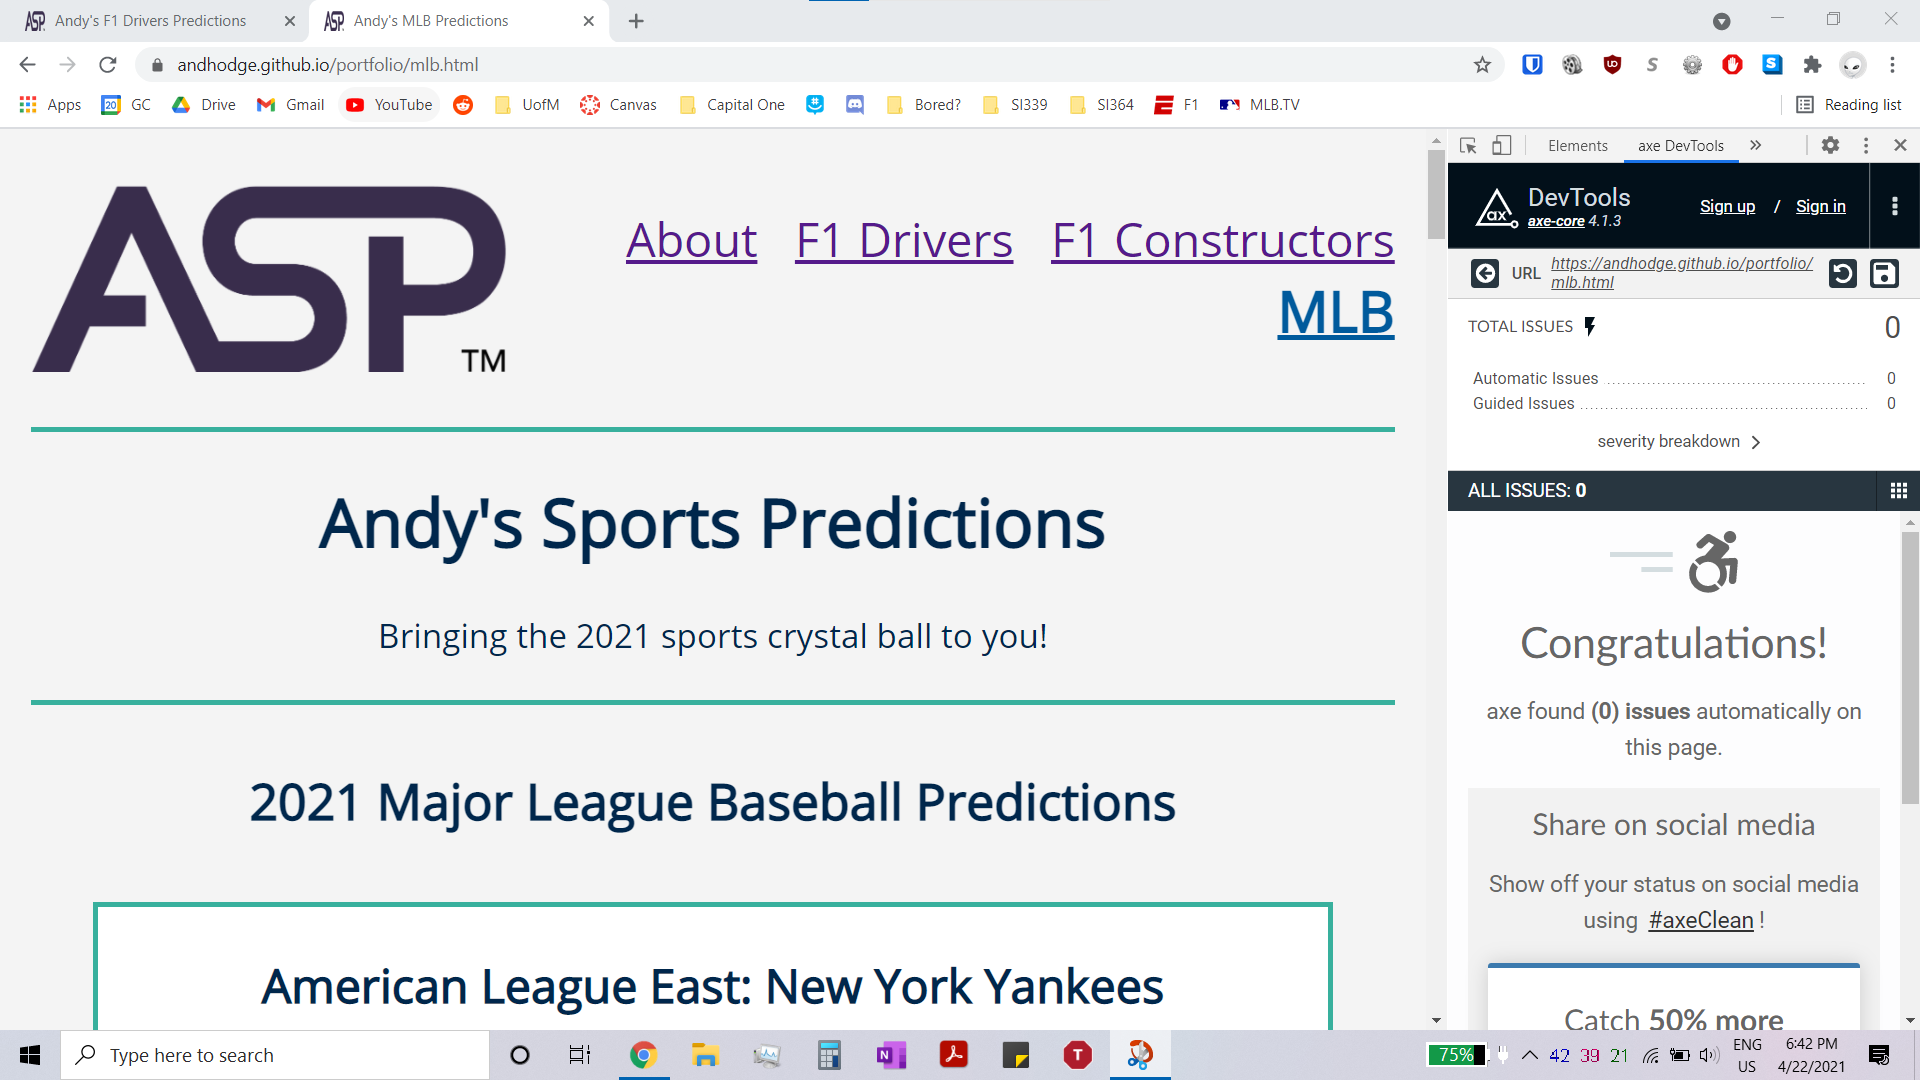 Andy's F1 Drivers Predictions
Andy's MLB Predictions
andhodge.github.io/portfolio/mlb.html
Apps
GC
Drive
Gmail
YouTube
UofM
Canvas
Capital One
Bored?
SI339
SI364
F1
MLB.TV
Reading list
ASP
TM
About
F1 Drivers
F1 Constructors
MLB
Andy's Sports Predictions
Bringing the 2021 sports crystal ball to you!
2021 Major League Baseball Predictions
American League East: New York Yankees
Elements
axe DevTools
DevTools
axe-core 4.1.3
Sign up / Sign in
URL
https://andhodge.github.io/portfolio/
mlb.html
TOTAL ISSUES 0
Automatic Issues 0
Guided Issues 0
severity breakdown
ALL ISSUES: 0
Congratulations!
axe found (0) issues automatically on
this page.
Share on social media
Show off your status on social media
using #axeClean !
Catch 50% more
Type here to search
75%
42 39 21
ENG
US
6:42 PM
4/22/2021